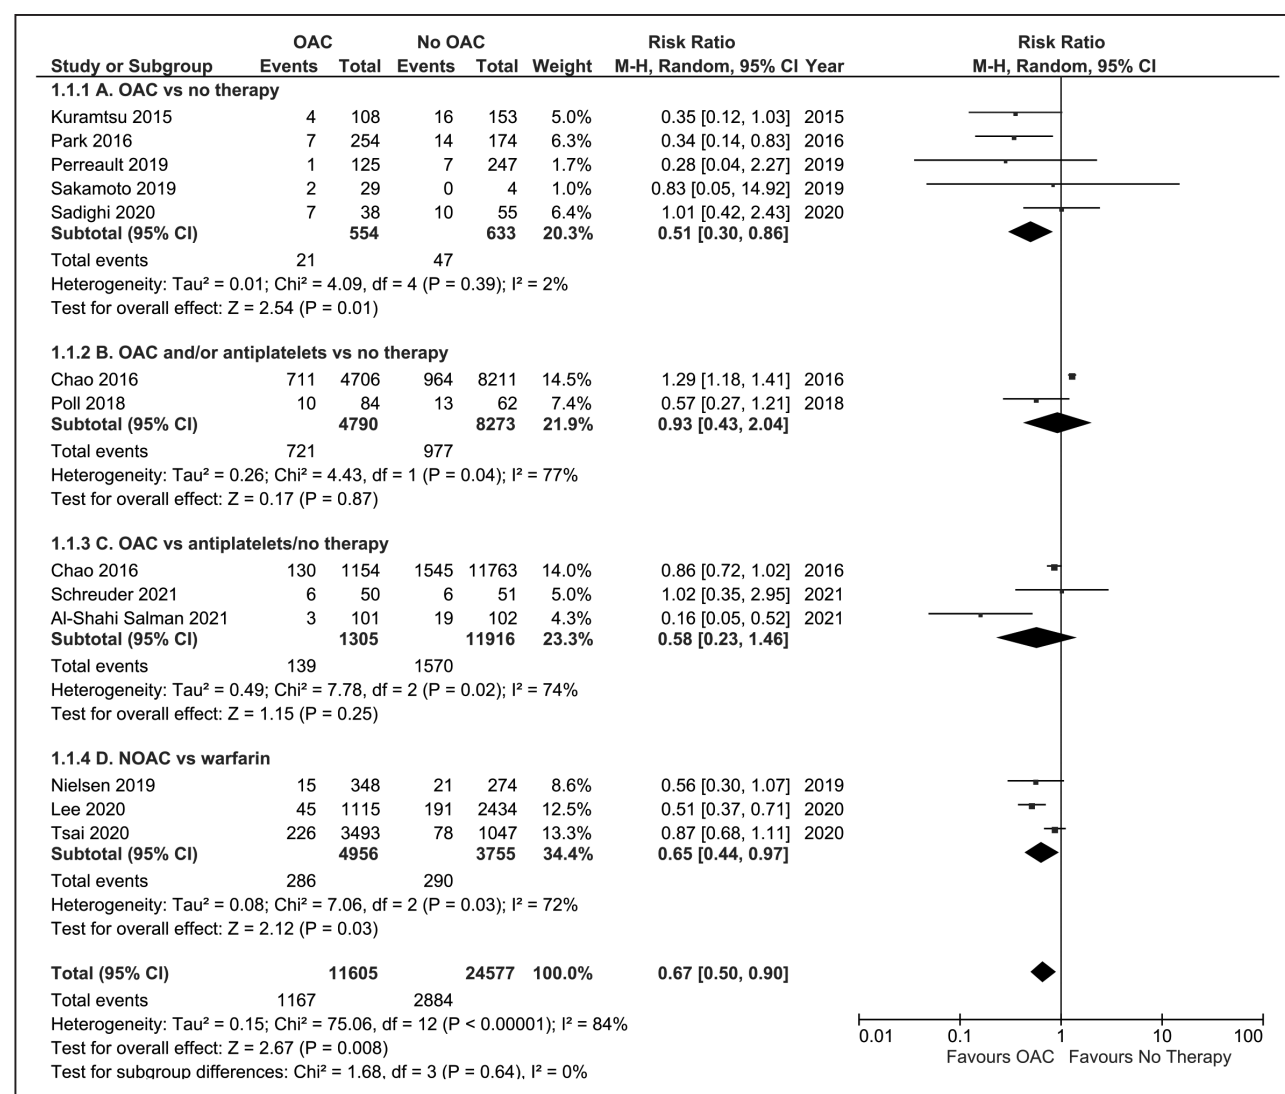 OAC No OAC Risk Ratio Risk Ratio
Study or Subgroup Events Total Events Total Weight M-H, Random, 95% CI Year M-H, Random, 95% CI
1.1.1 A. OAC vs no therapy
Kuramtsu 2015 4 108 16 153 5.0% 0.35 [0.12, 1.03] 2015
Park 2016 7 254 14 174 6.3% 0.34 [0.14, 0.83] 2016
Perreault 2019 1 125 7 247 1.7% 0.28 [0.04, 2.27] 2019
Sakamoto 2019 2 29 0 4 1.0% 0.83 [0.05, 14.92] 2019
Sadighi 2020 7 38 10 55 6.4% 1.01 [0.42, 2.43] 2020
Subtotal (95% CI) 554 633 20.3% 0.51 [0.30, 0.86]
Total events 21 47
Heterogeneity: Tau² = 0.01; Chi² = 4.09, df = 4 (P = 0.39); I² = 2%
Test for overall effect: Z = 2.54 (P = 0.01)
1.1.2 B. OAC and/or antiplatelets vs no therapy
Chao 2016 711 4706 964 8211 14.5% 1.29 [1.18, 1.41] 2016
Poll 2018 10 84 13 62 7.4% 0.57 [0.27, 1.21] 2018
Subtotal (95% CI) 4790 8273 21.9% 0.93 [0.43, 2.04]
Total events 721 977
Heterogeneity: Tau² = 0.26; Chi² = 4.43, df = 1 (P = 0.04); I² = 77%
Test for overall effect: Z = 0.17 (P = 0.87)
1.1.3 C. OAC vs antiplatelets/no therapy
Chao 2016 130 1154 1545 11763 14.0% 0.86 [0.72, 1.02] 2016
Schreuder 2021 6 50 6 51 5.0% 1.02 [0.35, 2.95] 2021
Al-Shahi Salman 2021 3 101 19 102 4.3% 0.16 [0.05, 0.52] 2021
Subtotal (95% CI) 1305 11916 23.3% 0.58 [0.23, 1.46]
Total events 139 1570
Heterogeneity: Tau² = 0.49; Chi² = 7.78, df = 2 (P = 0.02); I² = 74%
Test for overall effect: Z = 1.15 (P = 0.25)
1.1.4 D. NOAC vs warfarin
Nielsen 2019 15 348 21 274 8.6% 0.56 [0.30, 1.07] 2019
Lee 2020 45 1115 191 2434 12.5% 0.51 [0.37, 0.71] 2020
Tsai 2020 226 3493 78 1047 13.3% 0.87 [0.68, 1.11] 2020
Subtotal (95% CI) 4956 3755 34.4% 0.65 [0.44, 0.97]
Total events 286 290
Heterogeneity: Tau² = 0.08; Chi² = 7.06, df = 2 (P = 0.03); I² = 72%
Test for overall effect: Z = 2.12 (P = 0.03)
Total (95% CI) 11605 24577 100.0% 0.67 [0.50, 0.90]
Total events 1167 2884
Heterogeneity: Tau² = 0.15; Chi² = 75.06, df = 12 (P < 0.00001); I² = 84%
Test for overall effect: Z = 2.67 (P = 0.008)
Test for subgroup differences: Chi² = 1.68, df = 3 (P = 0.64), I² = 0%
0.01 0.1 1 10 100
Favours OAC Favours No Therapy